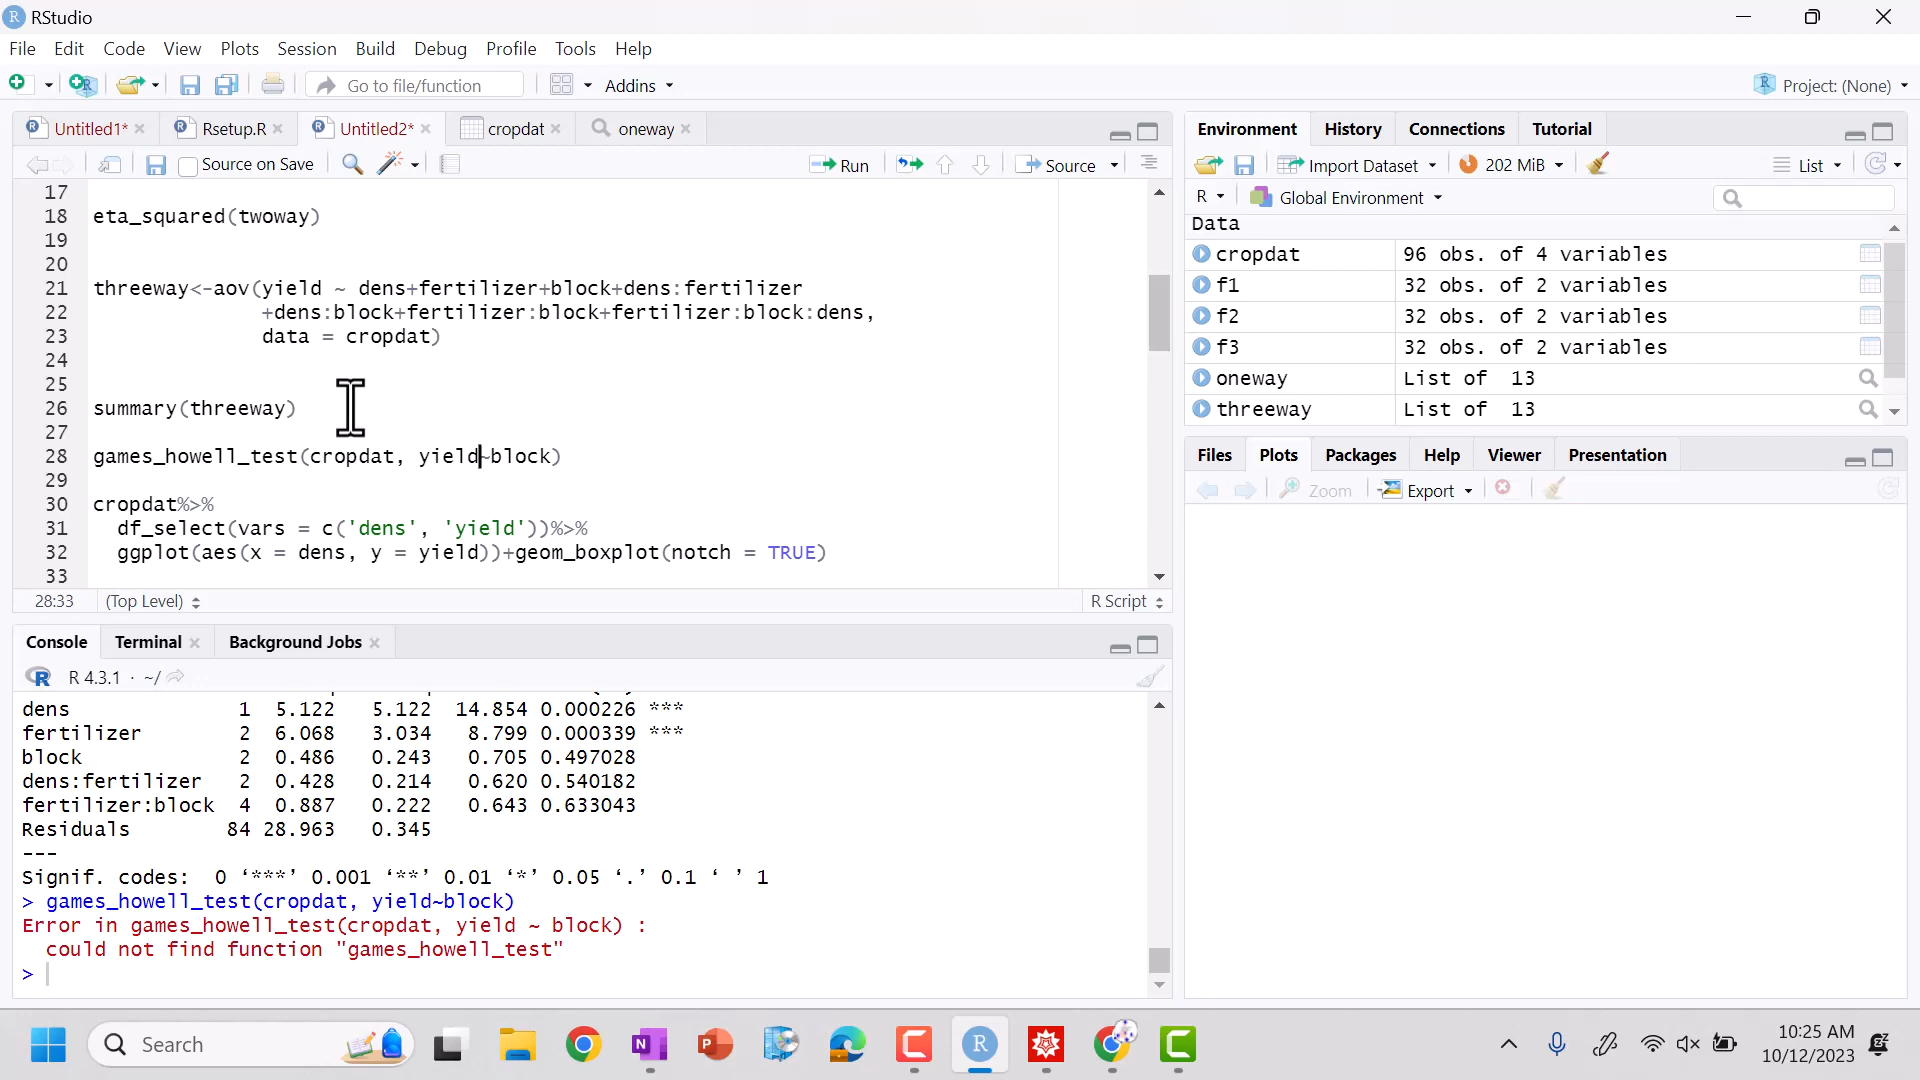 RStudio
File Edit Code View Plots Session Build Debug Profile Tools Help
Go to file/function Addins Project: (None)
Untitled1* Rsetup.R Untitled2* cropdat oneway
Source on Save Run Source
17
18 eta_squared(twoway)
19
20
21 threeway<-aov(yield ~ dens+fertilizer+block+dens:fertilizer
22 +dens:block+fertilizer:block+fertilizer:block:dens,
23 data = cropdat)
24
25
26 summary(threeway)
27
28 games_howell_test(cropdat, yield~block)
29
30 cropdat%>%
31 df_select(vars = c('dens', 'yield'))%>%
32 ggplot(aes(x = dens, y = yield))+geom_boxplot(notch = TRUE)
33
28:33 (Top Level) R Script
Console Terminal Background Jobs
R 4.3.1 · ~/
dens 1 5.122 5.122 14.854 0.000226 ***
fertilizer 2 6.068 3.034 8.799 0.000339 ***
block 2 0.486 0.243 0.705 0.497028
dens:fertilizer 2 0.428 0.214 0.620 0.540182
fertilizer:block 4 0.887 0.222 0.643 0.633043
Residuals 84 28.963 0.345
---
Signif. codes: 0 ‘***’ 0.001 ‘**’ 0.01 ‘*’ 0.05 ‘.’ 0.1 ‘ ’ 1
> games_howell_test(cropdat, yield~block)
Error in games_howell_test(cropdat, yield ~ block) :
could not find function "games_howell_test"
>
Environment History Connections Tutorial
Import Dataset 202 MiB List
R Global Environment
Data
cropdat 96 obs. of 4 variables
f1 32 obs. of 2 variables
f2 32 obs. of 2 variables
f3 32 obs. of 2 variables
oneway List of 13
threeway List of 13
Files Plots Packages Help Viewer Presentation
Zoom Export
Search
10:25 AM
10/12/2023